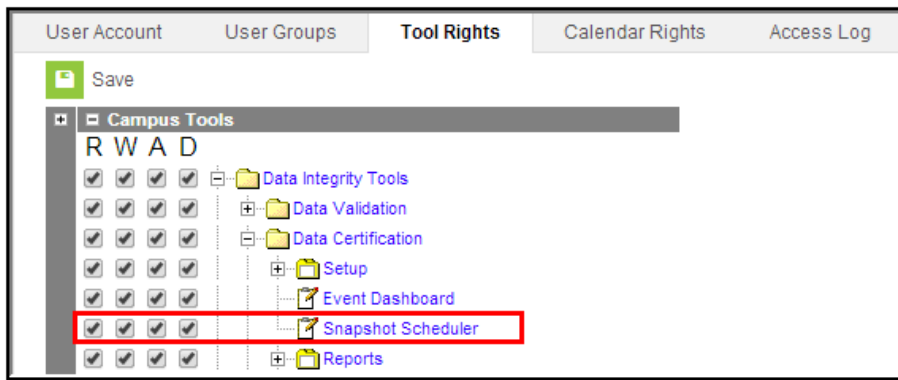 User Account User Groups Tool Rights Calendar Rights Access Log
Save
Campus Tools
R W A D
Data Integrity Tools
Data Validation
Data Certification
Setup
Event Dashboard
Snapshot Scheduler
Reports